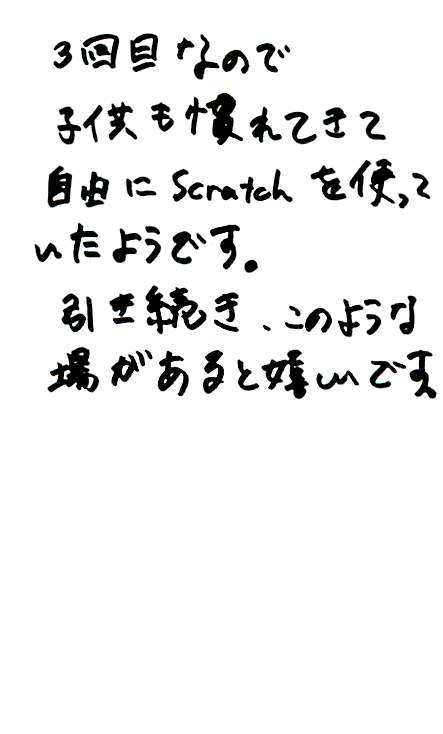 3回目なので
子供も慣れてきて
自由にScratchを使って
いたようです。
引き続き、このような
場があると嬉しいです